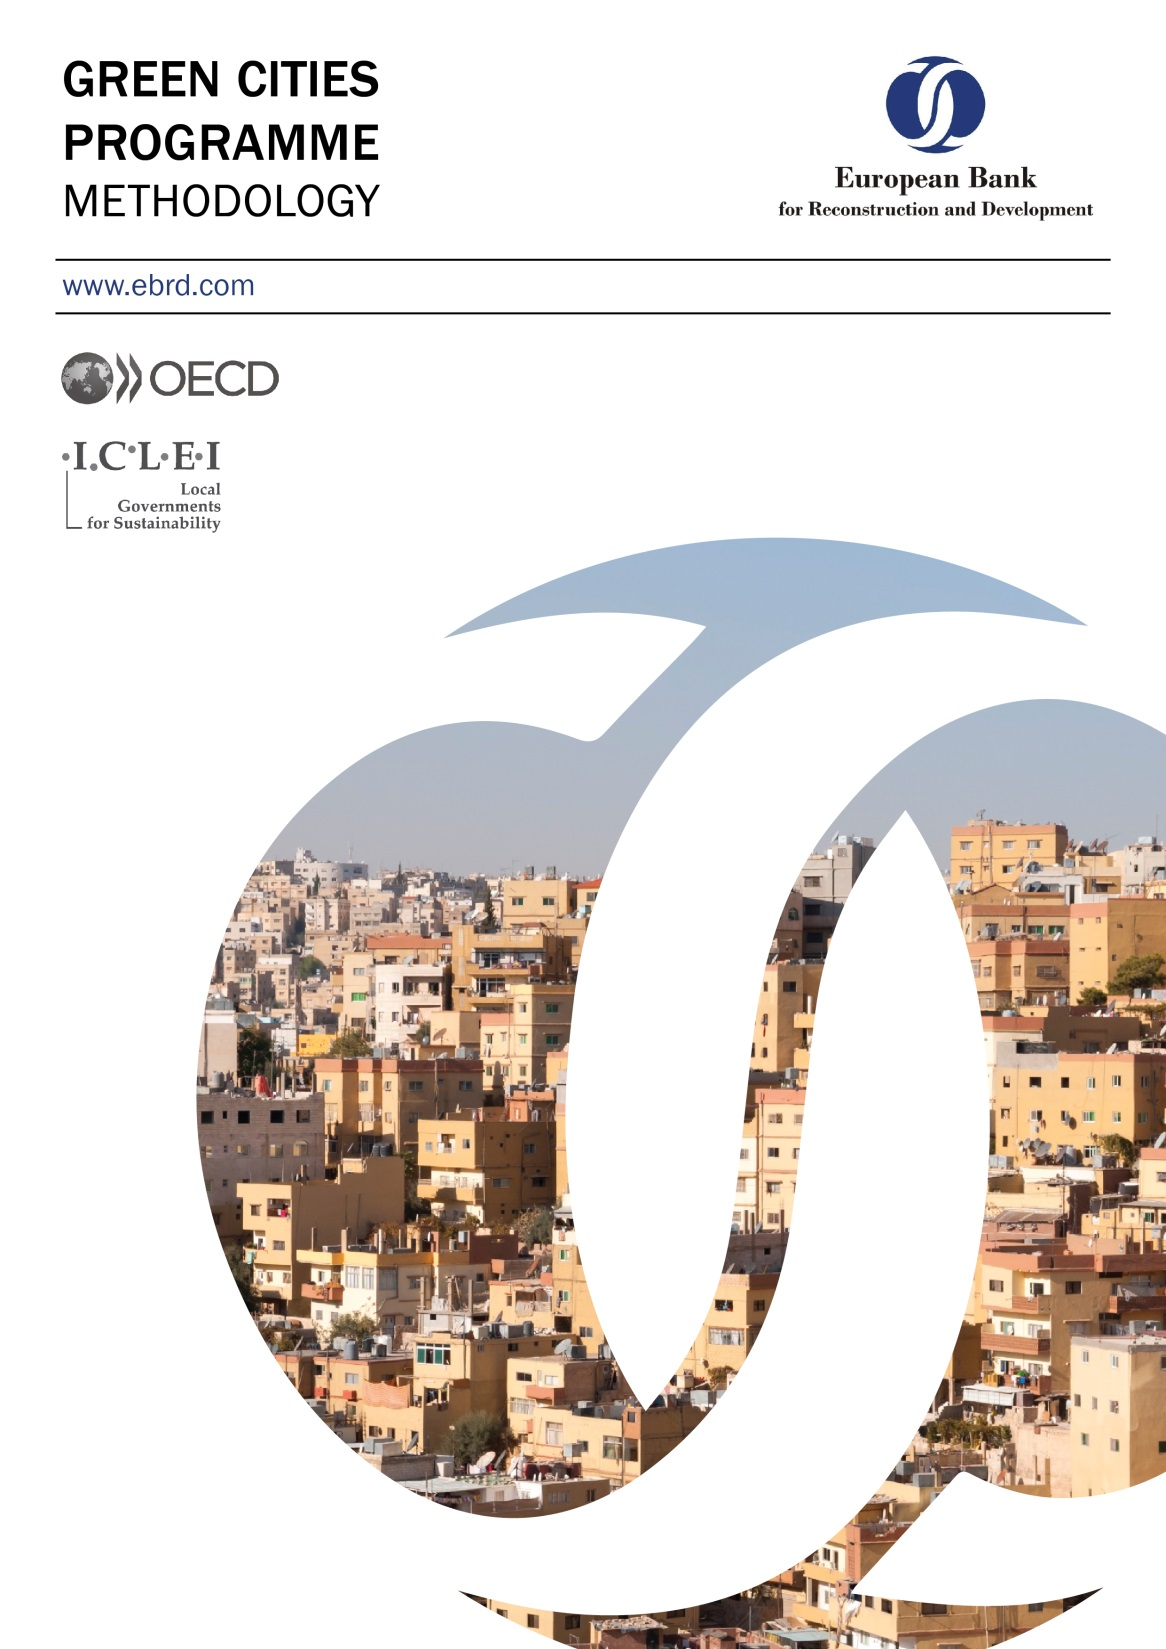 GREEN CITIES
PROGRAMME
METHODOLOGY
European Bank
for Reconstruction and Development
www.ebrd.com
OECD
·I.C·L·E·I
Local
Governments
for Sustainability